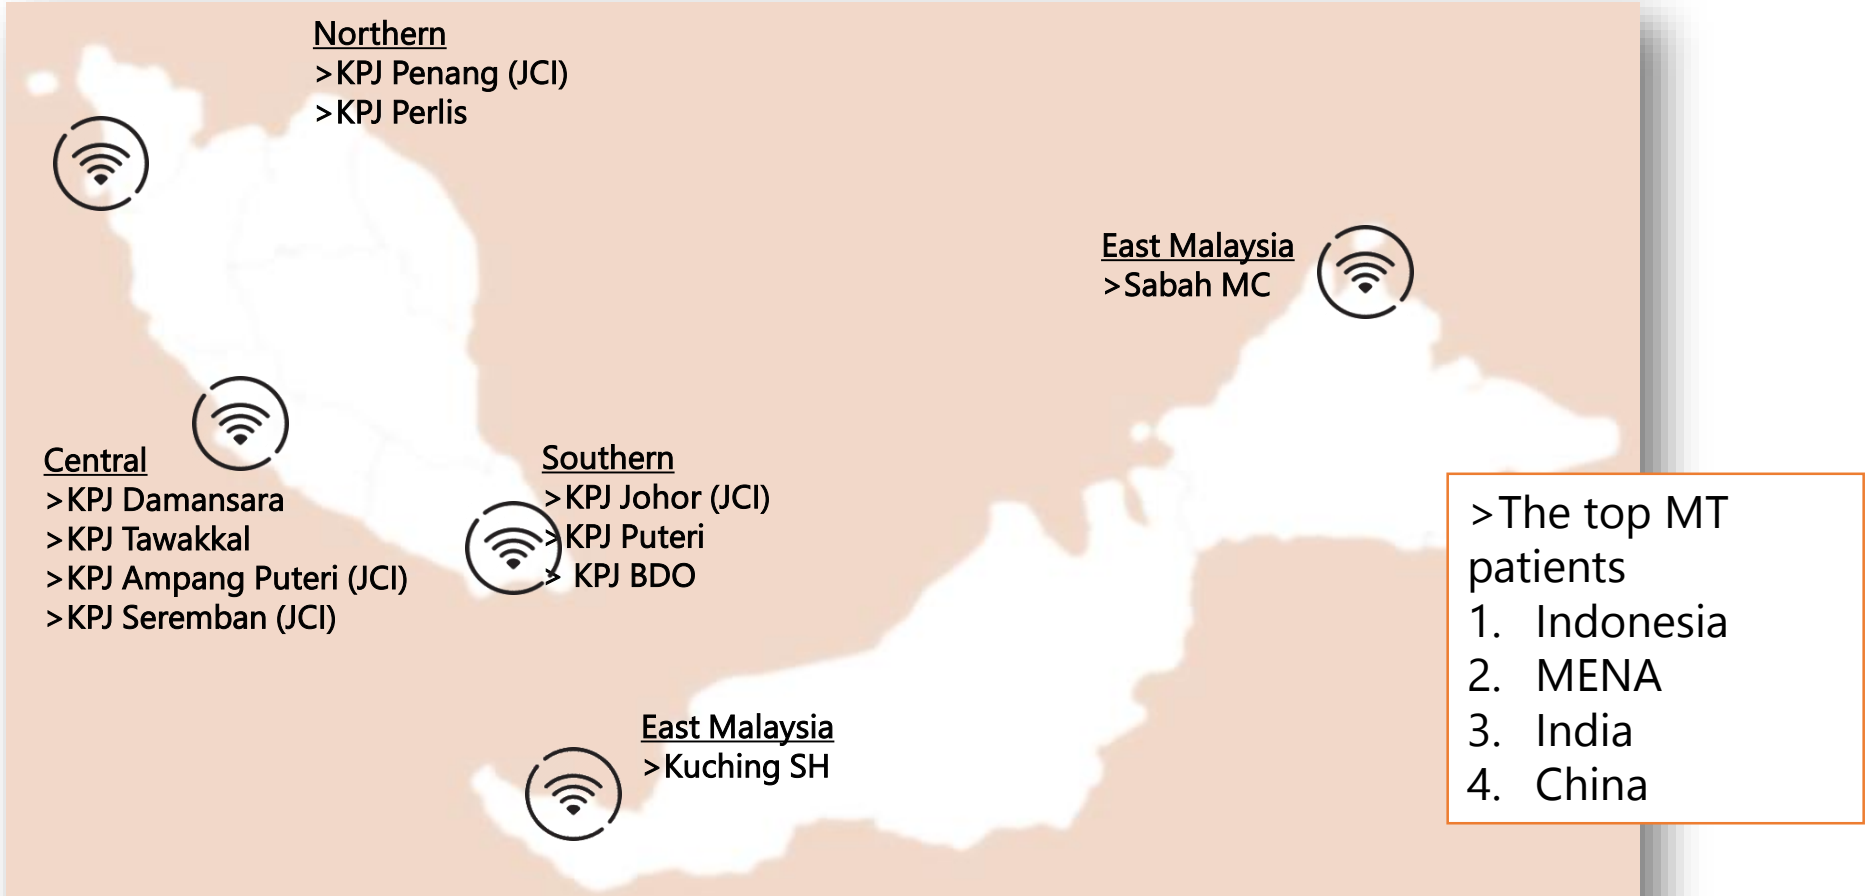 Northern
>KPJ Penang (JCI)
>KPJ Perlis
East Malaysia
>Sabah MC
Central
>KPJ Damansara
>KPJ Tawakkal
>KPJ Ampang Puteri (JCI)
>KPJ Seremban (JCI)
Southern
>KPJ Johor (JCI)
>KPJ Puteri
> KPJ BDO
East Malaysia
>Kuching SH
>The top MT
patients
1. Indonesia
2. MENA
3. India
4. China